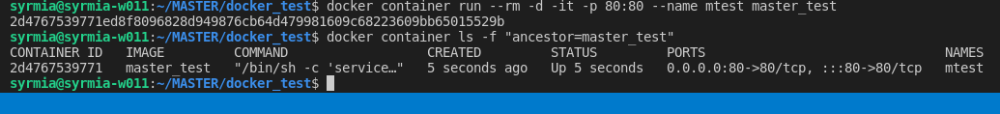 syrmia@syrmia-w011:~/MASTER/docker_test$ docker container run --rm -d -it -p 80:80 --name mtest master_test
2d4767539771ed8f8096828d949876cb64d479981609c68223609bb65015529b
syrmia@syrmia-w011:~/MASTER/docker_test$ docker container ls -f "ancestor=master_test"
CONTAINER ID   IMAGE         COMMAND                  CREATED         STATUS         PORTS                               NAMES
2d4767539771   master_test   "/bin/sh -c 'service…"   5 seconds ago   Up 5 seconds   0.0.0.0:80->80/tcp, :::80->80/tcp   mtest
syrmia@syrmia-w011:~/MASTER/docker_test$